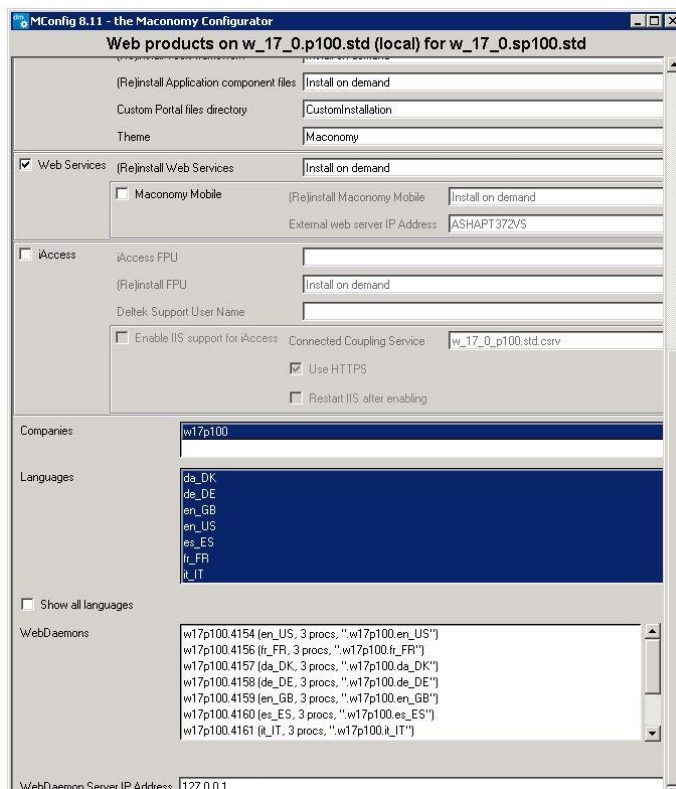 MConfig 8.11 - the Maconomy Configurator
Web products on w_17_0.p100.std (local) for w_17_0.sp100.std
(Re)install Application component files Install on demand
Custom Portal files directory CustomInstallation
Theme Maconomy
Web Services (Re)install Web Services Install on demand
Maconomy Mobile (Re)install Maconomy Mobile Install on demand
External web server IP Address ASHAPT372VS
iAccess iAccess FPU
(Re)install FPU Install on demand
Deltek Support User Name
Enable IIS support for iAccess Connected Coupling Service w_17_0_p100.std.csrv
Use HTTPS
Restart IIS after enabling
Companies w17p100
Languages da_DK
de_DE
en_GB
en_US
es_ES
fr_FR
it_IT
Show all languages
WebDaemons w17p100.4154 (en_US, 3 procs, ".w17p100.en_US")
w17p100.4156 (fr_FR, 3 procs, ".w17p100.fr_FR")
w17p100.4157 (da_DK, 3 procs, ".w17p100.da_DK")
w17p100.4158 (de_DE, 3 procs, ".w17p100.de_DE")
w17p100.4159 (en_GB, 3 procs, ".w17p100.en_GB")
w17p100.4160 (es_ES, 3 procs, ".w17p100.es_ES")
w17p100.4161 (it_IT, 3 procs, ".w17p100.it_IT")
WebDaemon Server IP Address 127.0.0.1